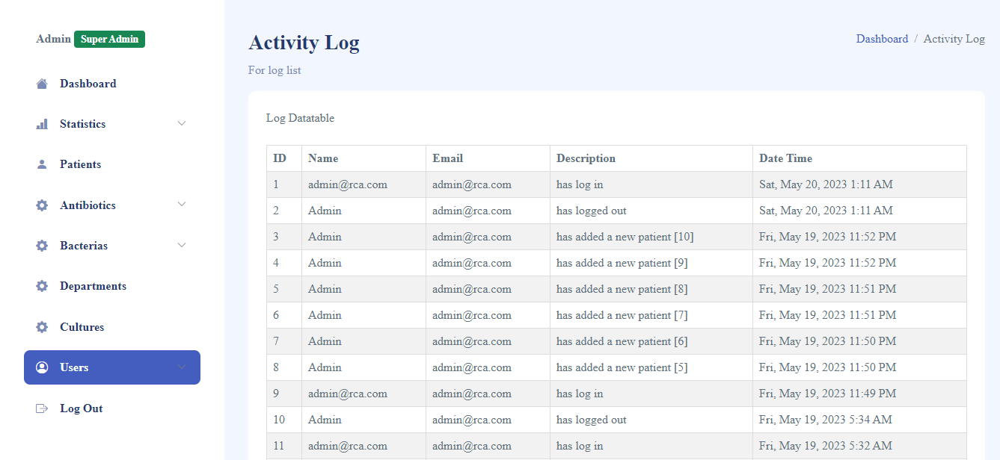 Admin Super Admin
Dashboard
Statistics
Patients
Antibiotics
Bacterias
Departments
Cultures
Users
Log Out
Activity Log
For log list
Dashboard / Activity Log
Log Datatable
ID Name Email Description Date Time
1 admin@rca.com admin@rca.com has log in Sat, May 20, 2023 1:11 AM
2 Admin admin@rca.com has logged out Sat, May 20, 2023 1:11 AM
3 Admin admin@rca.com has added a new patient [10] Fri, May 19, 2023 11:52 PM
4 Admin admin@rca.com has added a new patient [9] Fri, May 19, 2023 11:52 PM
5 Admin admin@rca.com has added a new patient [8] Fri, May 19, 2023 11:51 PM
6 Admin admin@rca.com has added a new patient [7] Fri, May 19, 2023 11:51 PM
7 Admin admin@rca.com has added a new patient [6] Fri, May 19, 2023 11:50 PM
8 Admin admin@rca.com has added a new patient [5] Fri, May 19, 2023 11:50 PM
9 admin@rca.com admin@rca.com has log in Fri, May 19, 2023 11:49 PM
10 Admin admin@rca.com has logged out Fri, May 19, 2023 5:34 AM
11 admin@rca.com admin@rca.com has log in Fri, May 19, 2023 5:32 AM